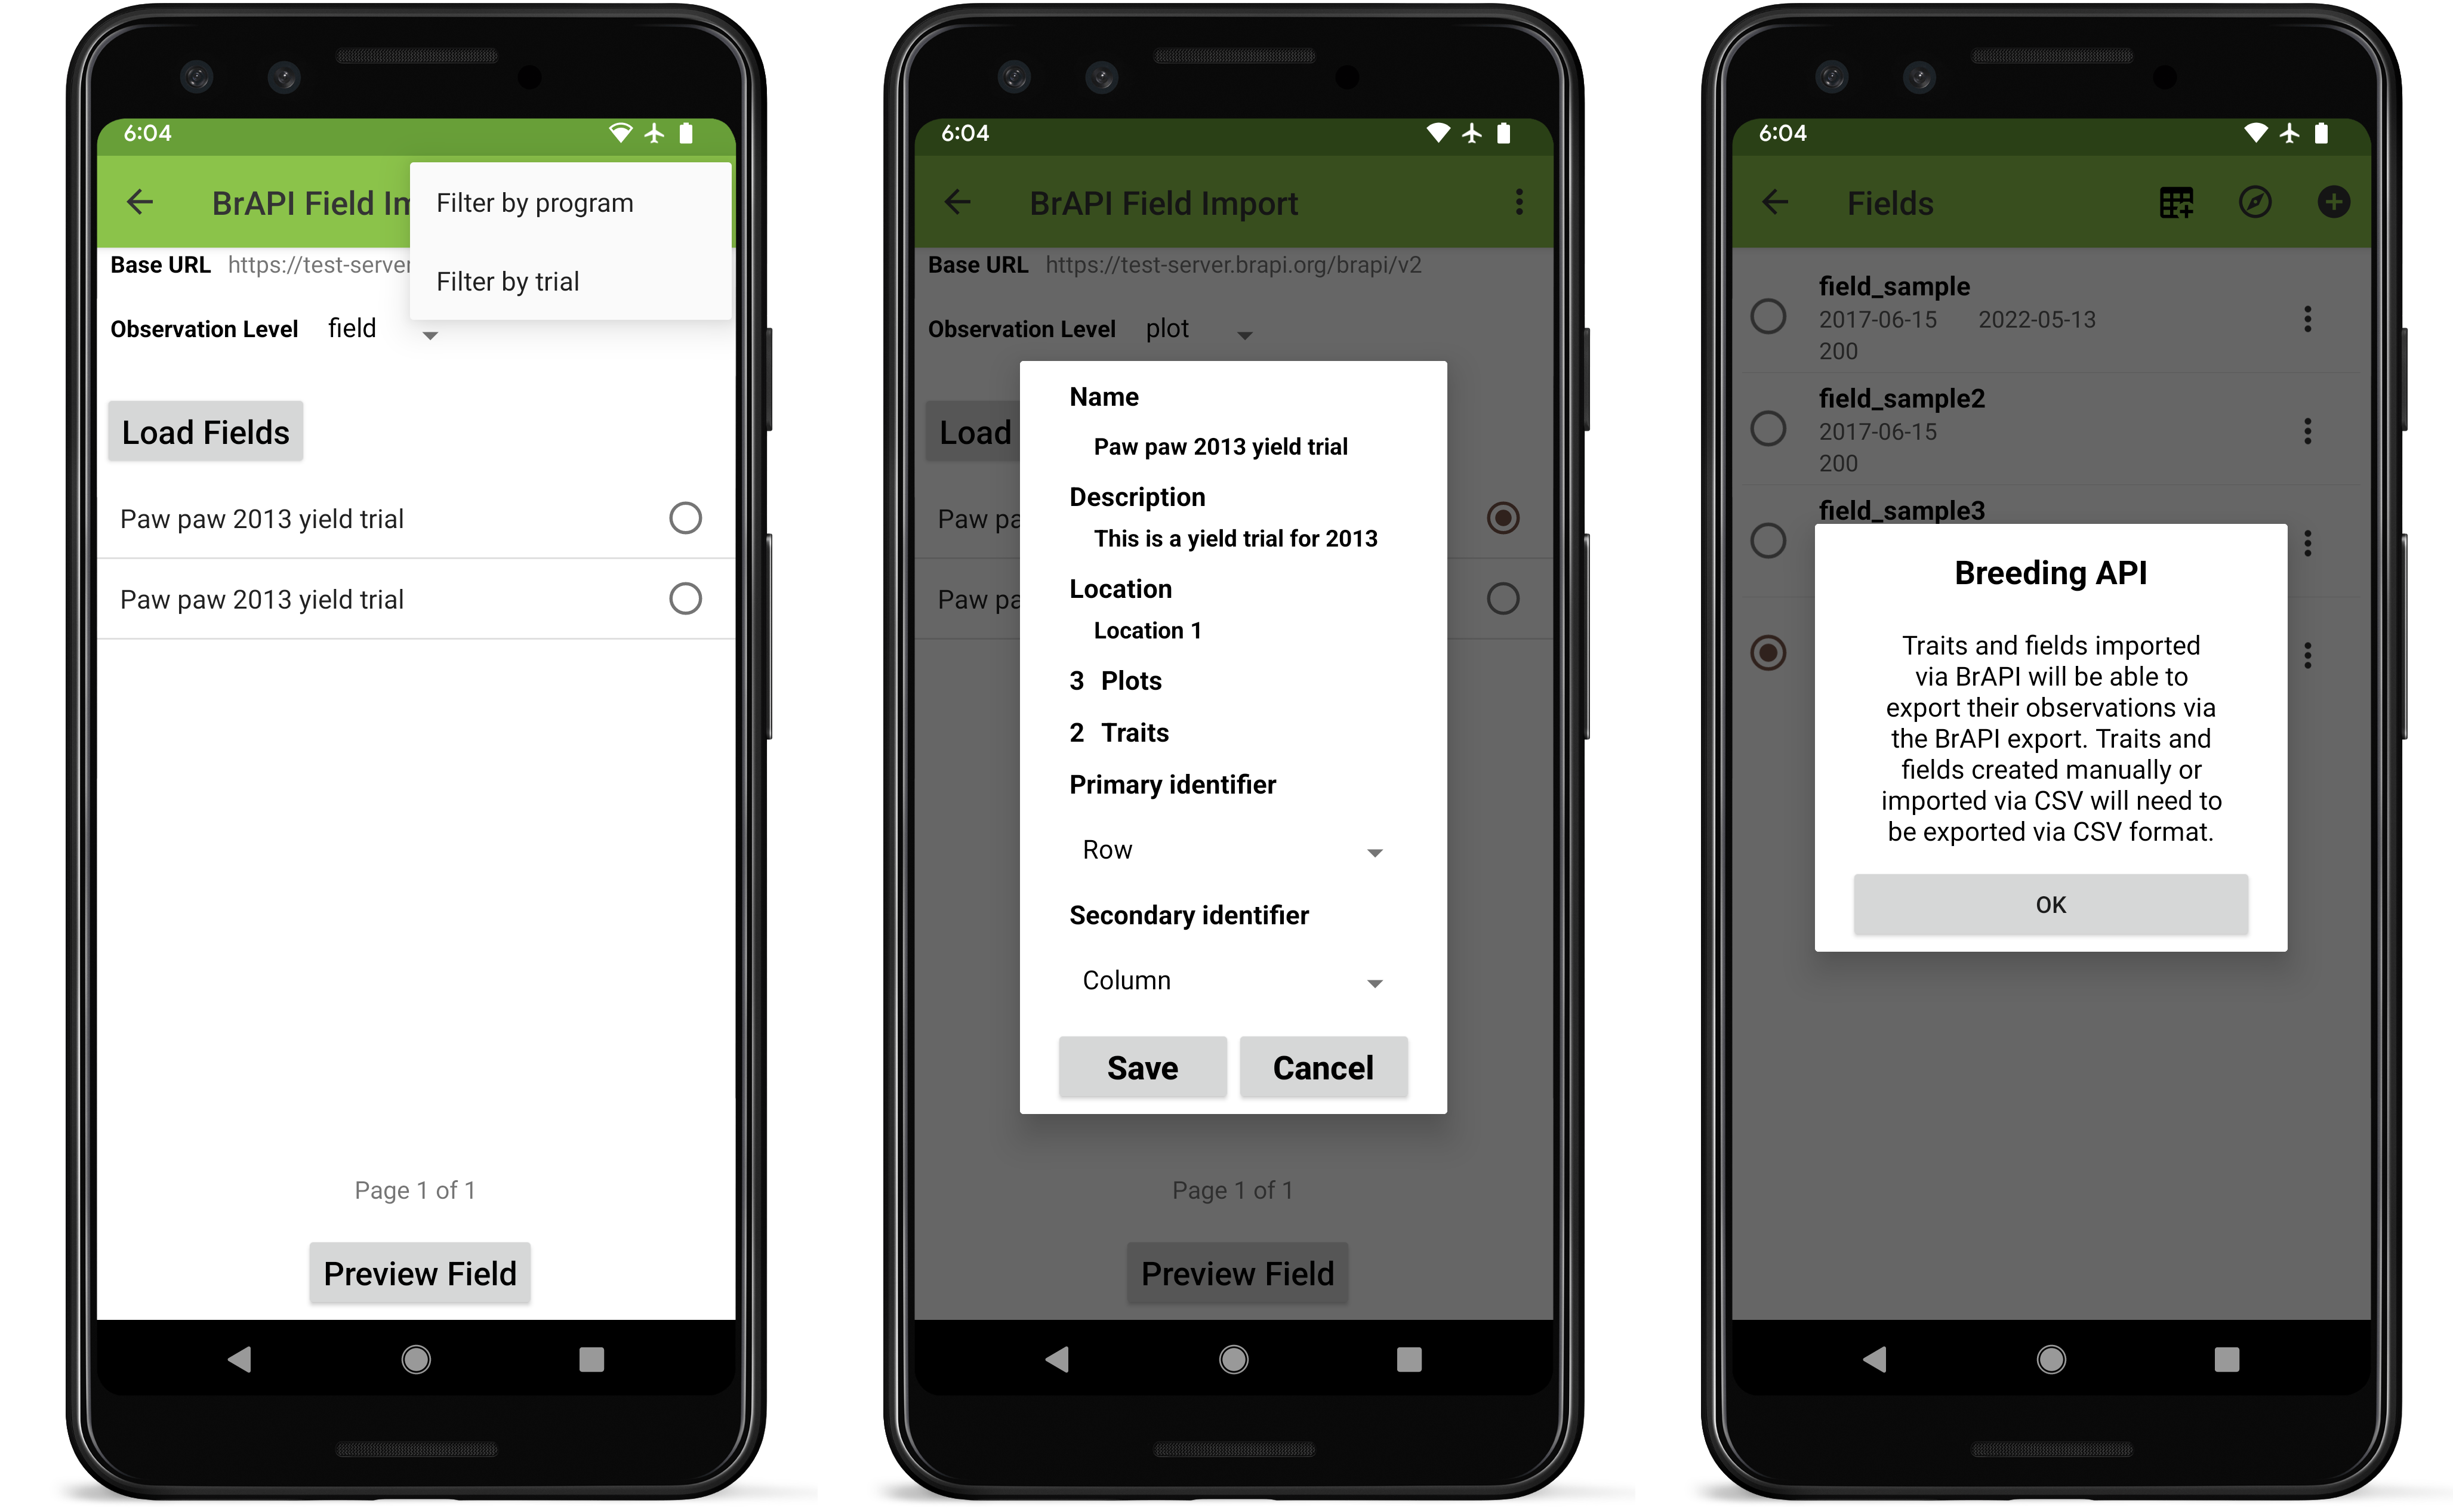 6:04
BrAPI Field Im
Filter by program
Filter by trial
Base URL https://test-server
Observation Level field
Load Fields
Paw paw 2013 yield trial
Paw paw 2013 yield trial
Page 1 of 1
Preview Field
6:04
BrAPI Field Import
Base URL https://test-server.brapi.org/brapi/v2
Observation Level plot
Load
Paw pa
Paw pa
Name
Paw paw 2013 yield trial
Description
This is a yield trial for 2013
Location
Location 1
3 Plots
2 Traits
Primary identifier
Row
Secondary identifier
Column
Save Cancel
Page 1 of 1
Preview Field
6:04
Fields
field_sample
2017-06-15 2022-05-13
200
field_sample2
2017-06-15
200
field_sample3
Breeding API
Traits and fields imported
via BrAPI will be able to
export their observations via
the BrAPI export. Traits and
fields created manually or
imported via CSV will need to
be exported via CSV format.
OK